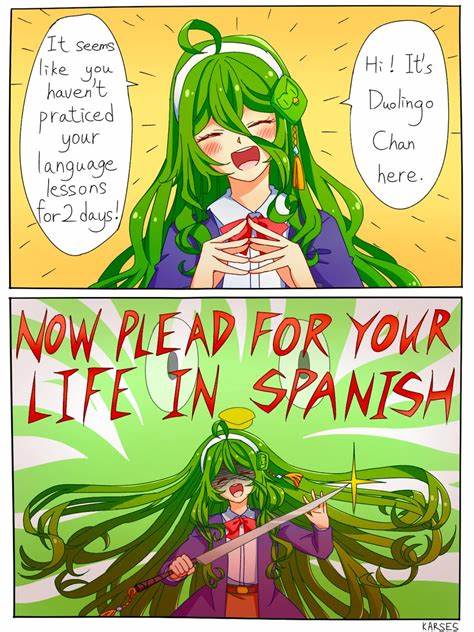 Hi! It's
Duolingo
Chan
here.
It seems
like you
haven't
praticed
your
language
lessons
for 2 days!
NOW PLEAD FOR YOUR
LIFE IN SPANISH
KARSES